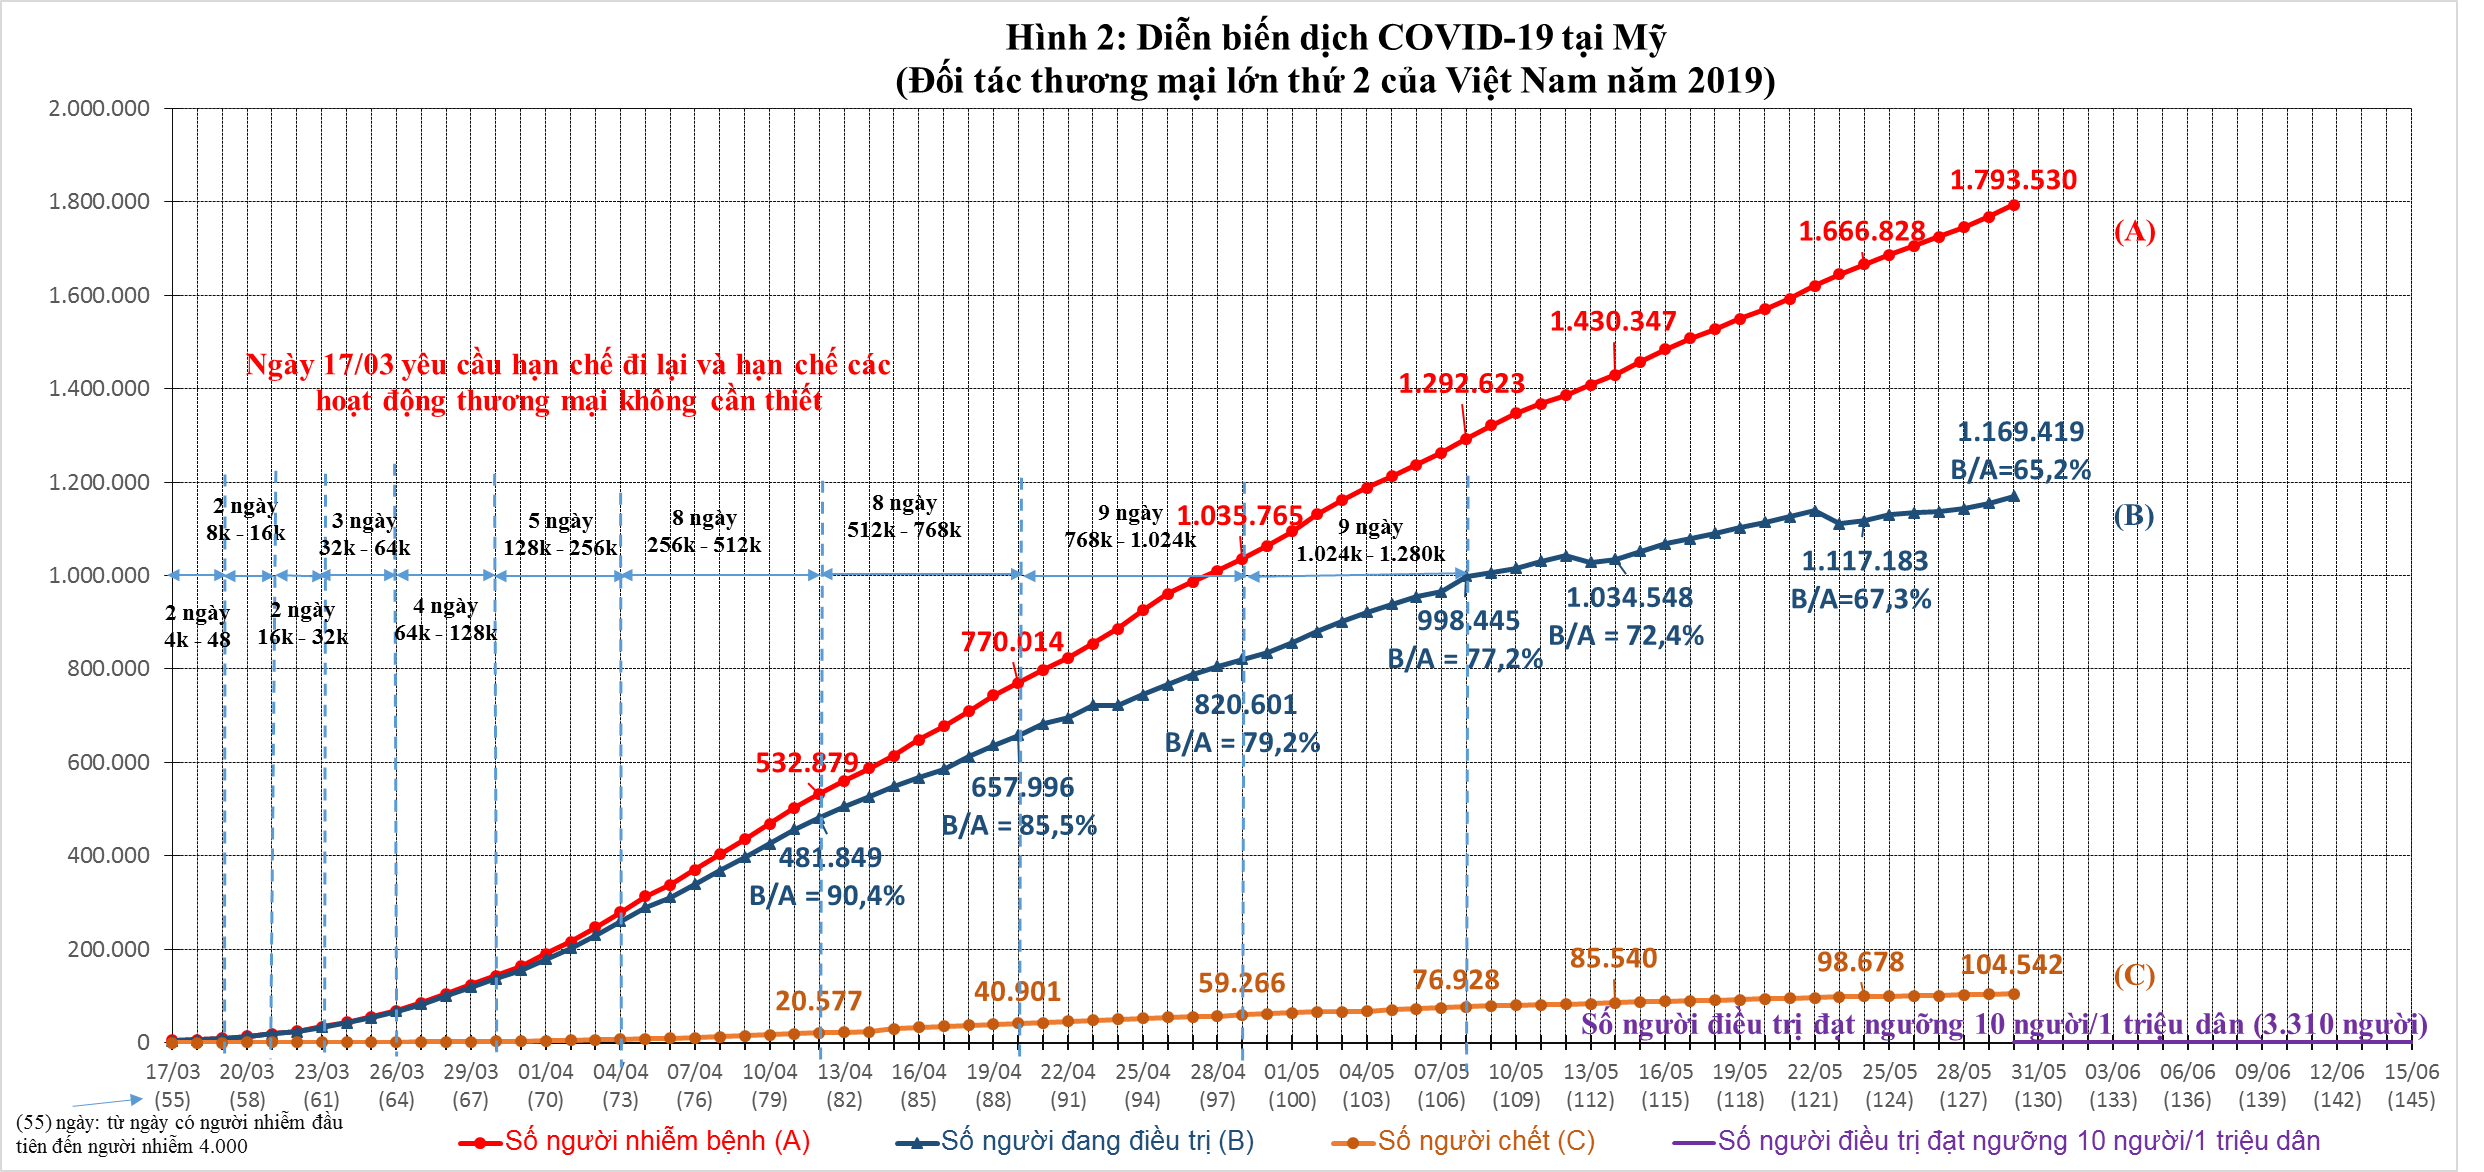 Hình 2: Diễn biến dịch COVID-19 tại Mỹ
(Đối tác thương mại lớn thứ 2 của Việt Nam năm 2019)
2.000.000
1.800.000
1.600.000
1.400.000
1.200.000
1.000.000
800.000
600.000
400.000
200.000
0
Ngày 17/03 yêu cầu hạn chế đi lại và hạn chế các
hoạt động thương mại không cần thiết
2 ngày
4k - 48
2 ngày
8k - 16k
2 ngày
16k - 32k
3 ngày
32k - 64k
4 ngày
64k - 128k
5 ngày
128k - 256k
8 ngày
256k - 512k
8 ngày
512k - 768k
9 ngày
768k - 1.024k
9 ngày
1.024k - 1.280k
532.879
770.014
1.035.765
1.292.623
1.430.347
1.666.828
1.793.530
(A)
481.849
B/A = 90,4%
657.996
B/A = 85,5%
820.601
B/A = 79,2%
998.445
B/A = 77,2%
1.034.548
B/A = 72,4%
1.117.183
B/A=67,3%
1.169.419
B/A=65,2%
(B)
20.577
40.901
59.266
76.928
85.540
98.678
104.542
(C)
Số người điều trị đạt ngưỡng 10 người/1 triệu dân (3.310 người)
17/03 20/03 23/03 26/03 29/03 01/04 04/04 07/04 10/04 13/04 16/04 19/04 22/04 25/04 28/04 01/05 04/05 07/05 10/05 13/05 16/05 19/05 22/05 25/05 28/05 31/05 03/06 06/06 09/06 12/06 15/06
(55) (58) (61) (64) (67) (70) (73) (76) (79) (82) (85) (88) (91) (94) (97) (100) (103) (106) (109) (112) (115) (118) (121) (124) (127) (130) (133) (136) (139) (142) (145)
(55) ngày: từ ngày có người nhiễm đầu
tiên đến người nhiễm 4.000
Số người nhiễm bệnh (A) Số người đang điều trị (B) Số người chết (C) Số người điều trị đạt ngưỡng 10 người/1 triệu dân